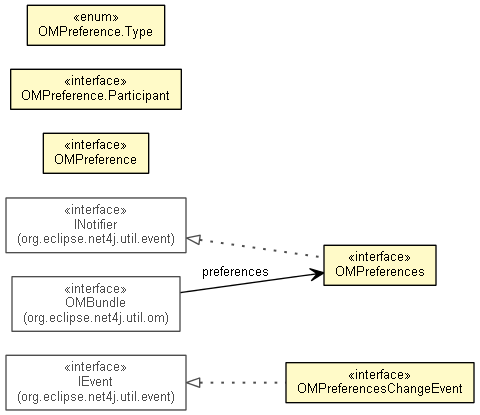 «enum»
OMPreference.Type
«interface»
OMPreference.Participant
«interface»
OMPreference
«interface»
INotifier
(org.eclipse.net4j.util.event)
«interface»
OMPreferences
preferences
«interface»
OMBundle
(org.eclipse.net4j.util.om)
«interface»
IEvent
(org.eclipse.net4j.util.event)
«interface»
OMPreferencesChangeEvent